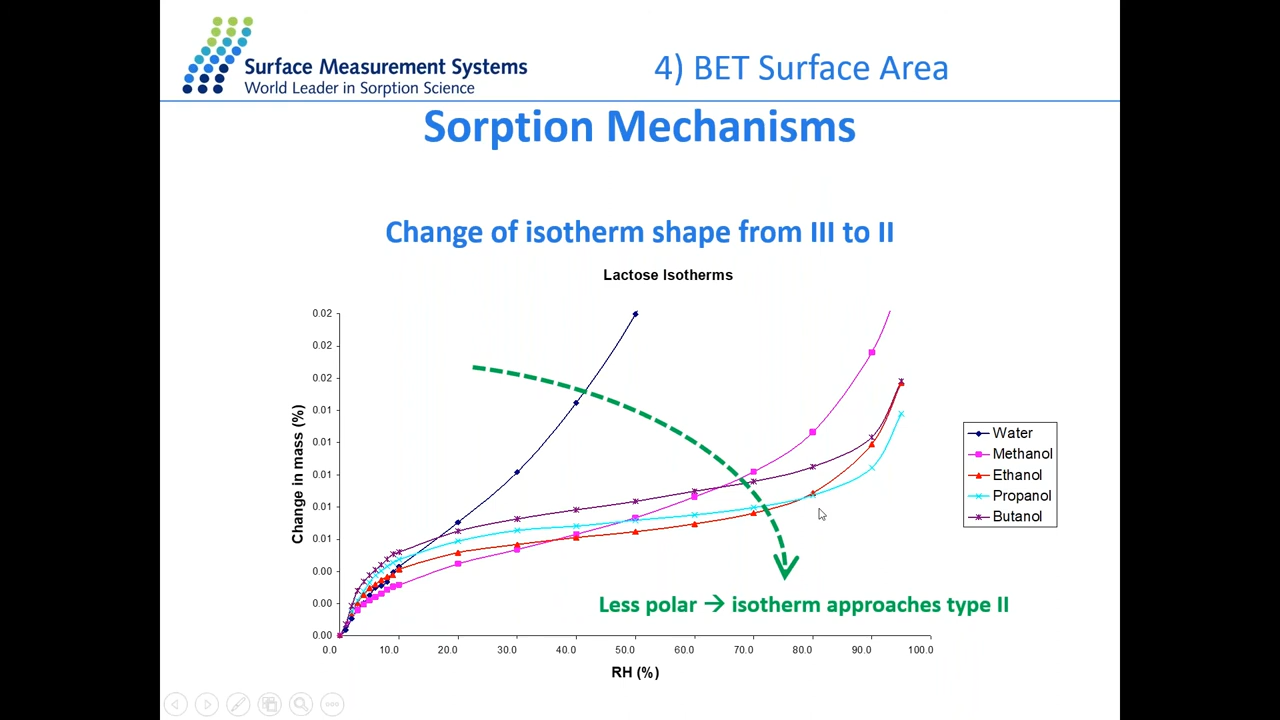 Surface Measurement Systems
World Leader in Sorption Science
4) BET Surface Area
Sorption Mechanisms
Change of isotherm shape from III to II
Lactose Isotherms
Change in mass (%)
0.02
0.02
0.02
0.01
0.01
0.01
0.01
0.01
0.00
0.00
0.00
0.0 10.0 20.0 30.0 40.0 50.0 60.0 70.0 80.0 90.0 100.0
RH (%)
Water
Methanol
Ethanol
Propanol
Butanol
Less polar → isotherm approaches type II